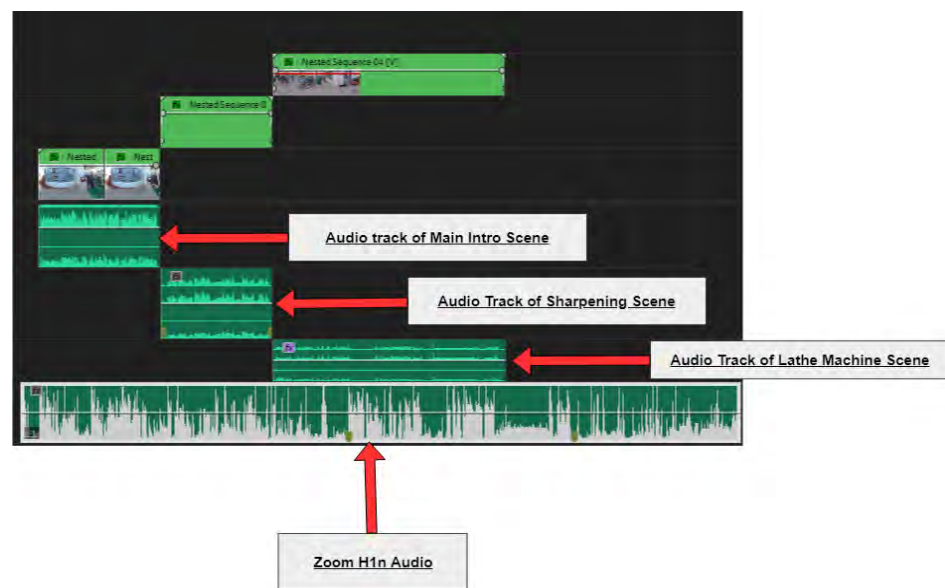 Nested Sequence 04 [V]
Nested Sequence 0
Nested
Nest
Audio track of Main Intro Scene
Audio Track of Sharpening Scene
Audio Track of Lathe Machine Scene
Zoom H1n Audio